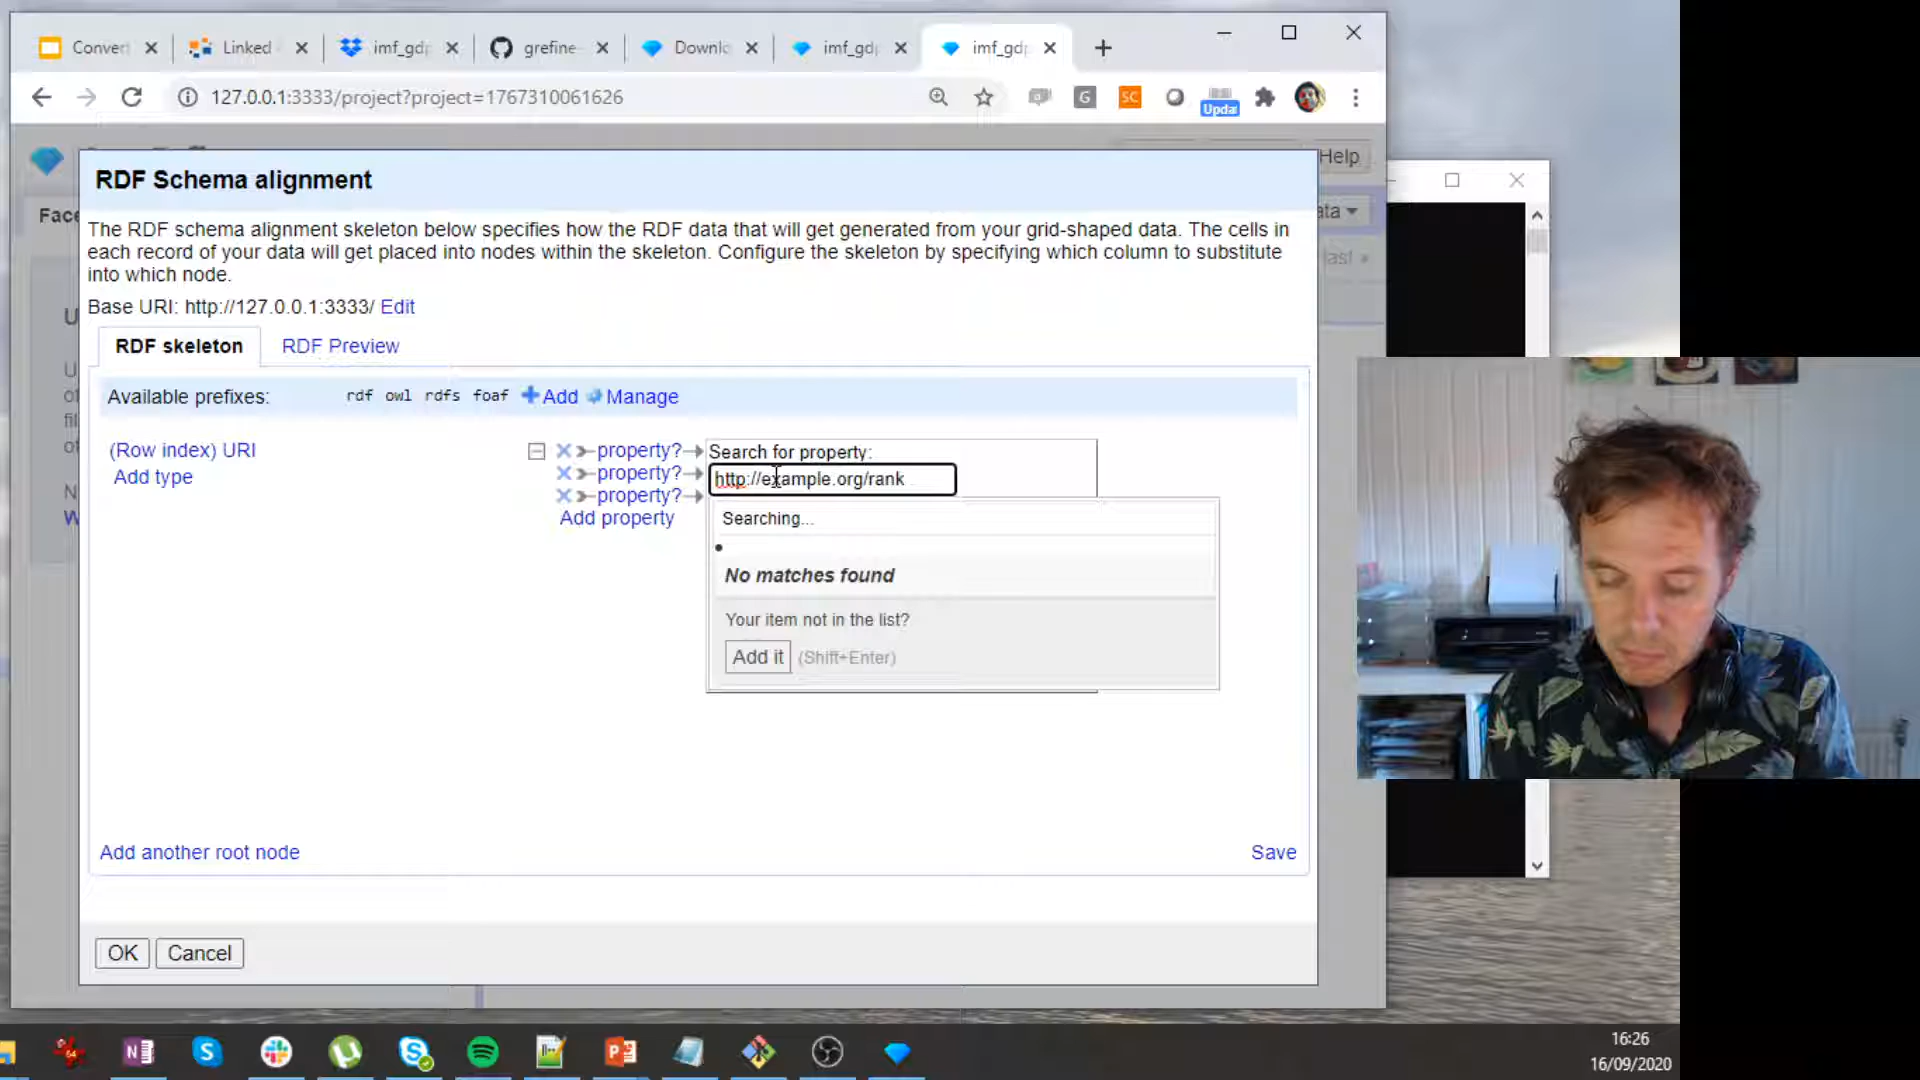 Conver
Linked
imf_gdp
grefine
Downlo
imf_gdp
imf_gdp
127.0.0.1:3333/project?project=1767310061626
G
SC
Updat
Help
RDF Schema alignment
Face
ata
The RDF schema alignment skeleton below specifies how the RDF data that will get generated from your grid-shaped data. The cells in
each record of your data will get placed into nodes within the skeleton. Configure the skeleton by specifying which column to substitute
into which node.
last »
Base URI: http://127.0.0.1:3333/ Edit
RDF skeleton
RDF Preview
Available prefixes: rdf owl rdfs foaf Add Manage
(Row index) URI
Add type
property?
property?
property?
Add property
Search for property:
http://example.org/rank
Searching...
No matches found
Your item not in the list?
Add it (Shift+Enter)
Add another root node
Save
OK
Cancel
16:26
16/09/2020